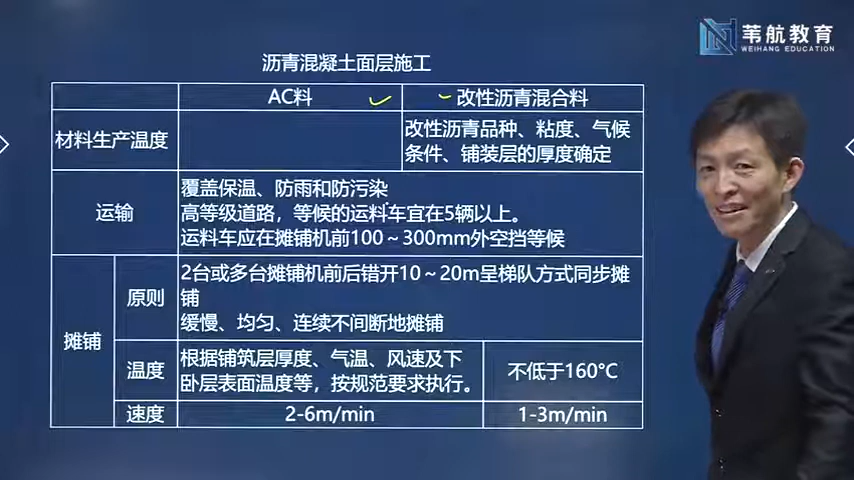 苇航教育
WEIHANG EDUCATION
沥青混凝土面层施工
AC料
改性沥青混合料
材料生产温度
改性沥青品种、粘度、气候
条件、铺装层的厚度确定
运输
覆盖保温、防雨和防污染
高等级道路，等候的运料车宜在5辆以上。
运料车应在摊铺机前100～300mm外空挡等候
摊铺
原则
2台或多台摊铺机前后错开10～20m呈梯队方式同步摊
铺
缓慢、均匀、连续不间断地摊铺
温度
根据铺筑层厚度、气温、风速及下
卧层表面温度等，按规范要求执行。
不低于160°C
速度
2-6m/min
1-3m/min